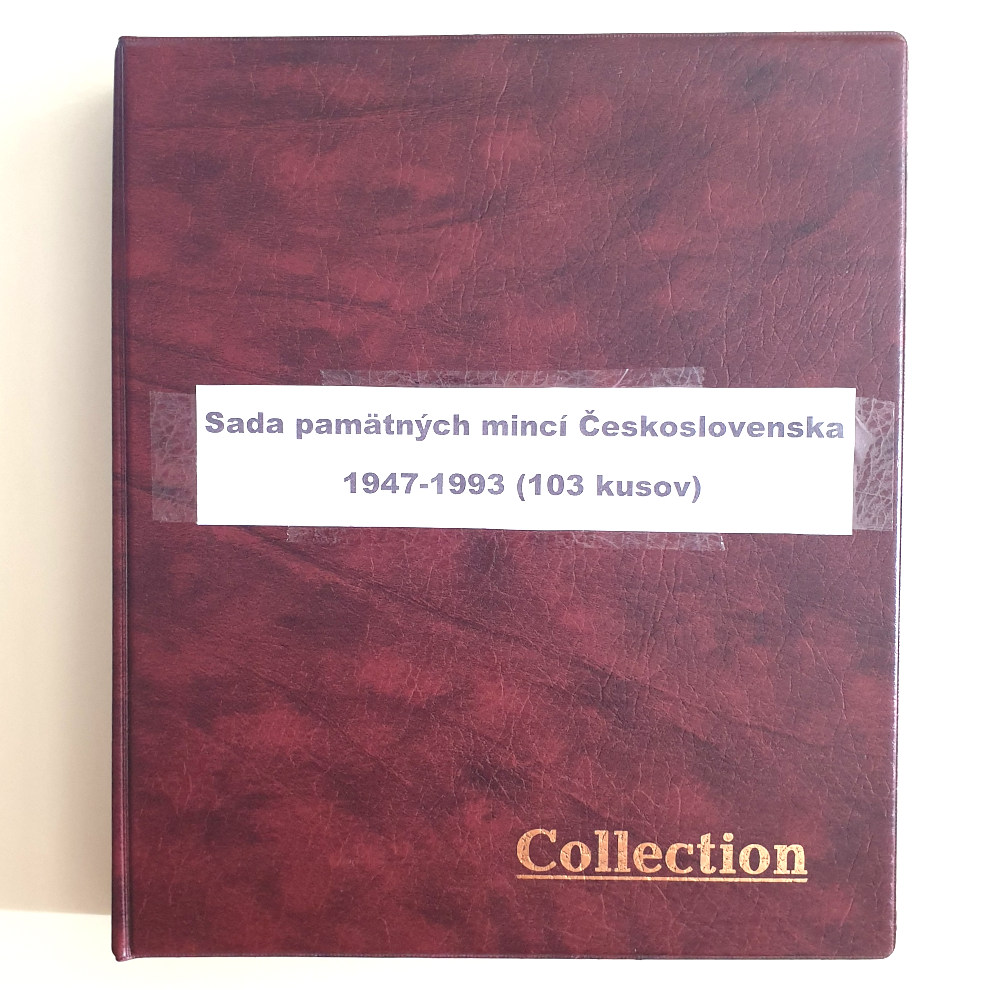 Sada pamätných mincí Československa
1947-1993 (103 kusov)
Collection